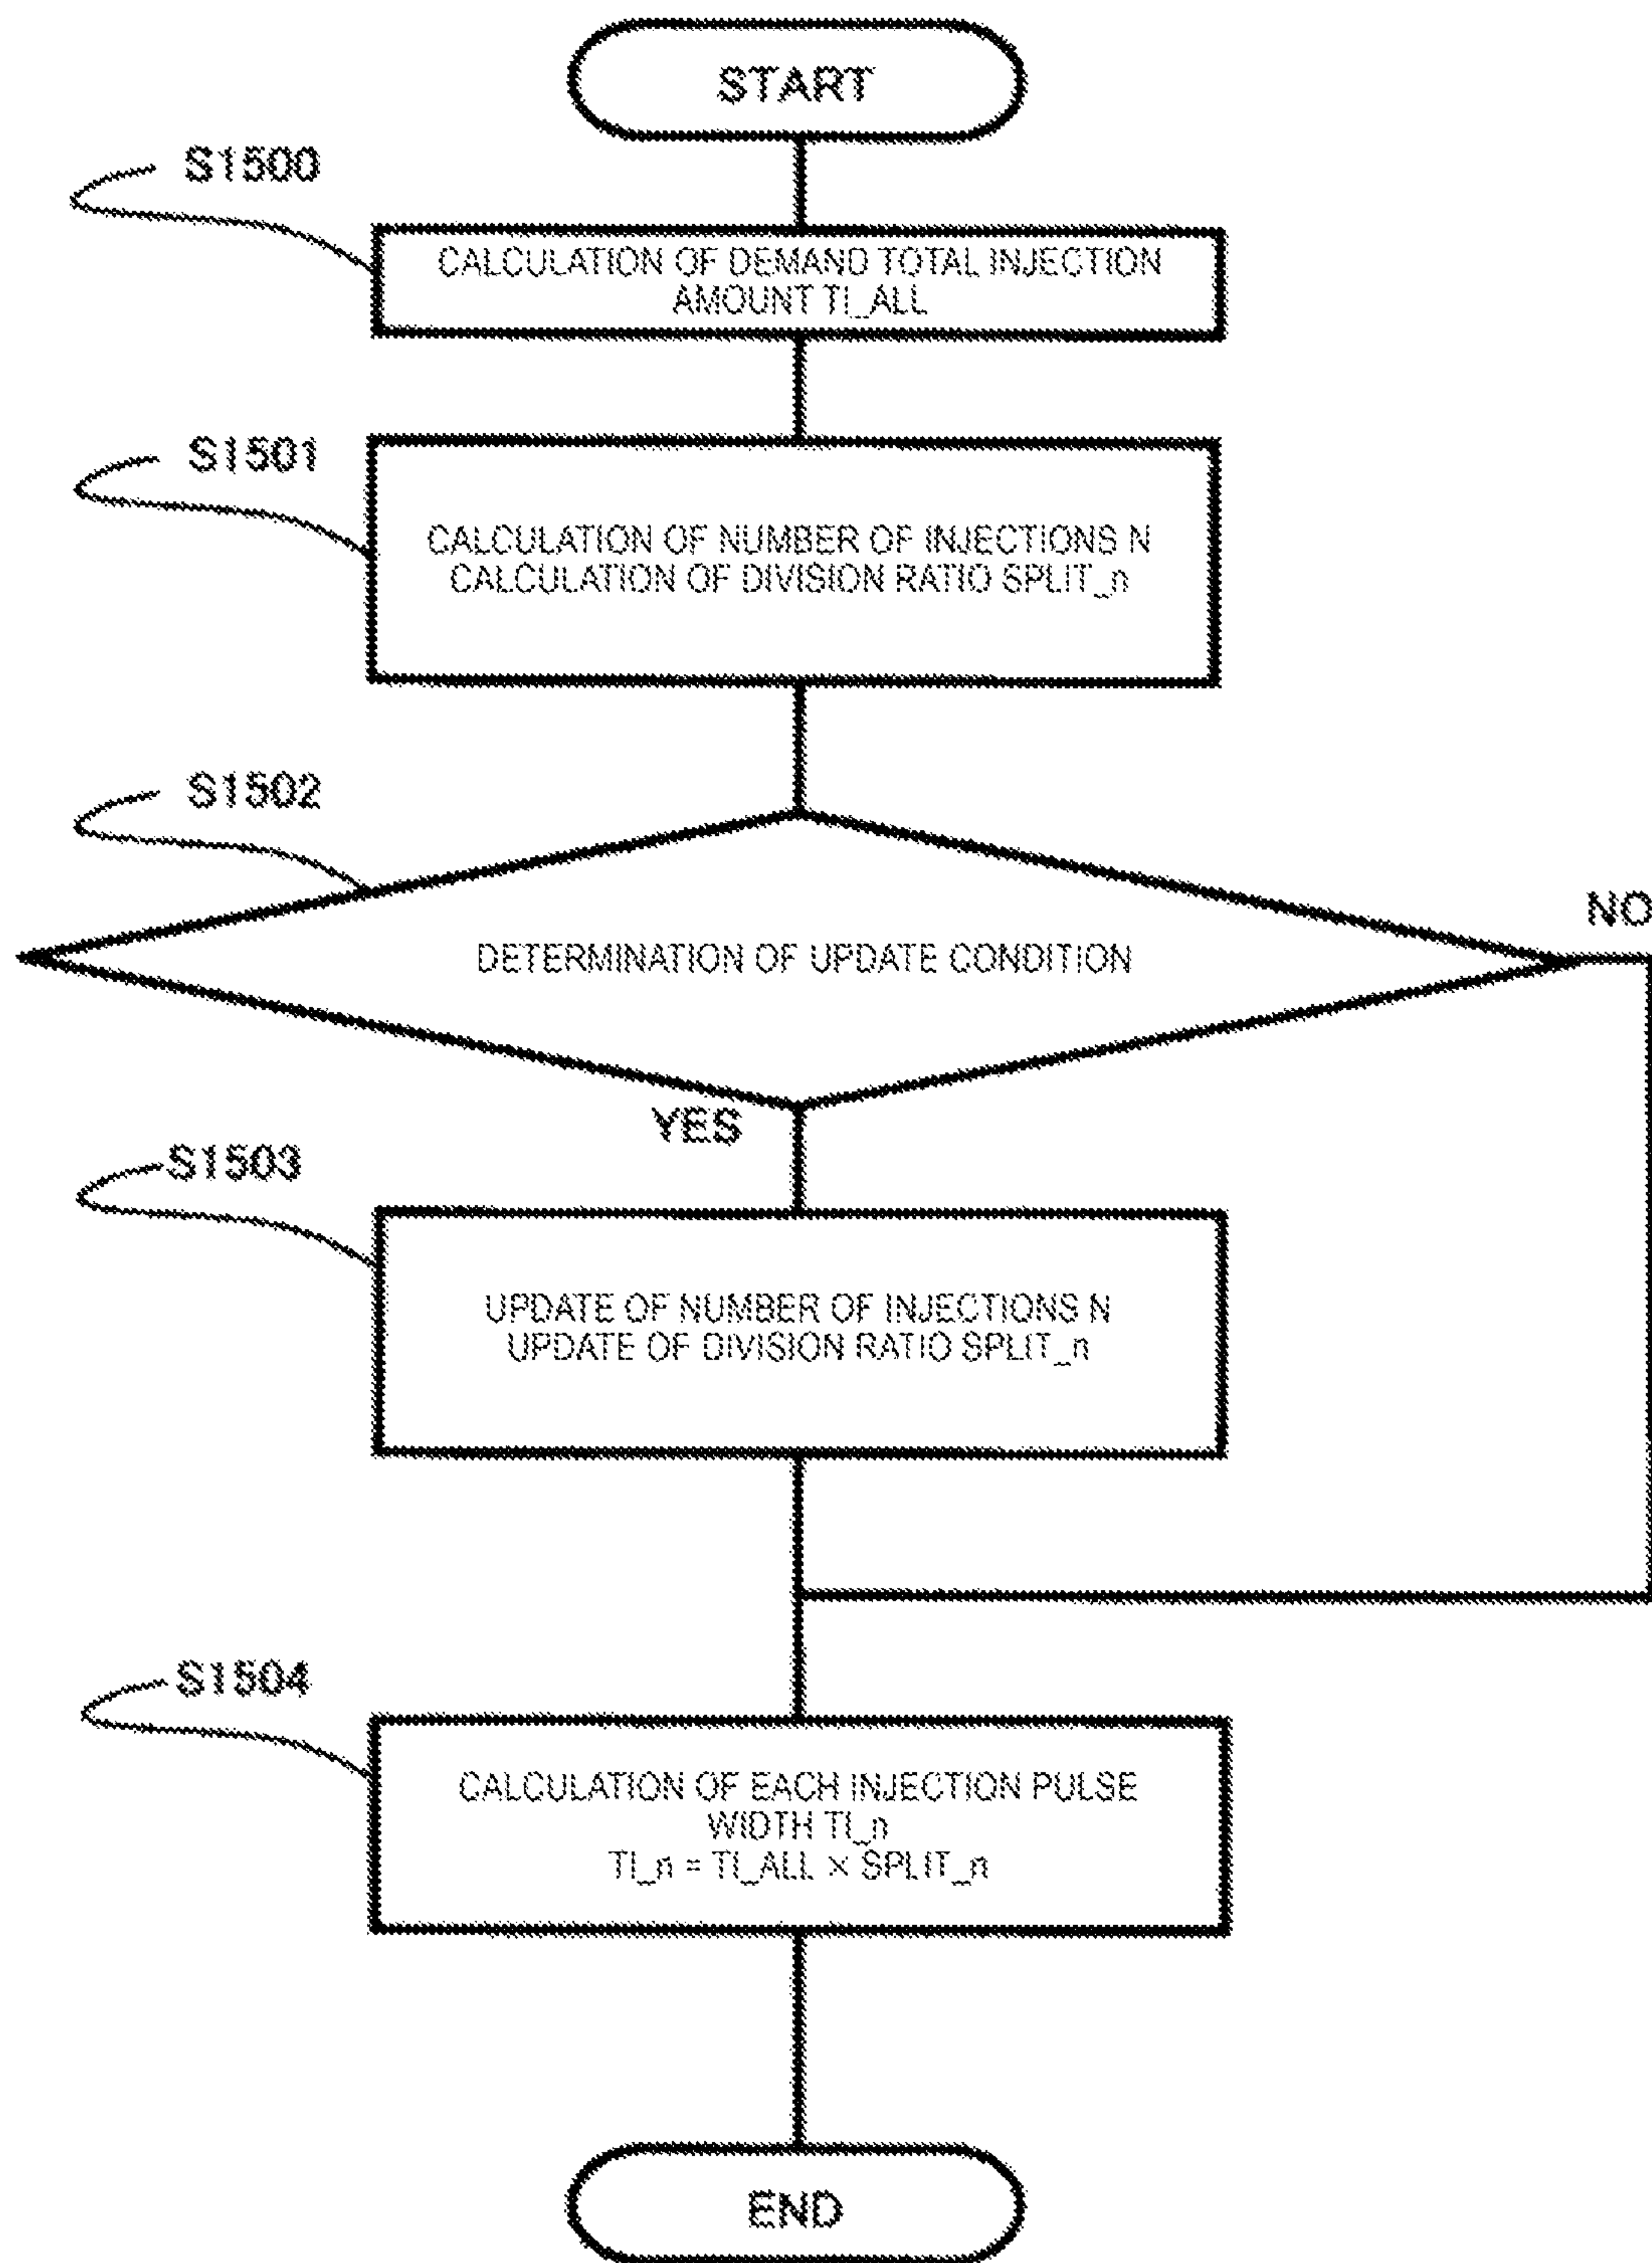 START
S1500
CALCULATION OF DEMAND TOTAL INJECTION
AMOUNT TI_ALL
S1501
CALCULATION OF NUMBER OF INJECTIONS N
CALCULATION OF DIVISION RATIO SPLIT_n
S1502
NO
DETERMINATION OF UPDATE CONDITION
YES
S1503
UPDATE OF NUMBER OF INJECTIONS N
UPDATE OF DIVISION RATIO SPLIT_n
S1504
CALCULATION OF EACH INJECTION PULSE
WIDTH TI_n
TI_n = TI_ALL × SPLIT_n
END